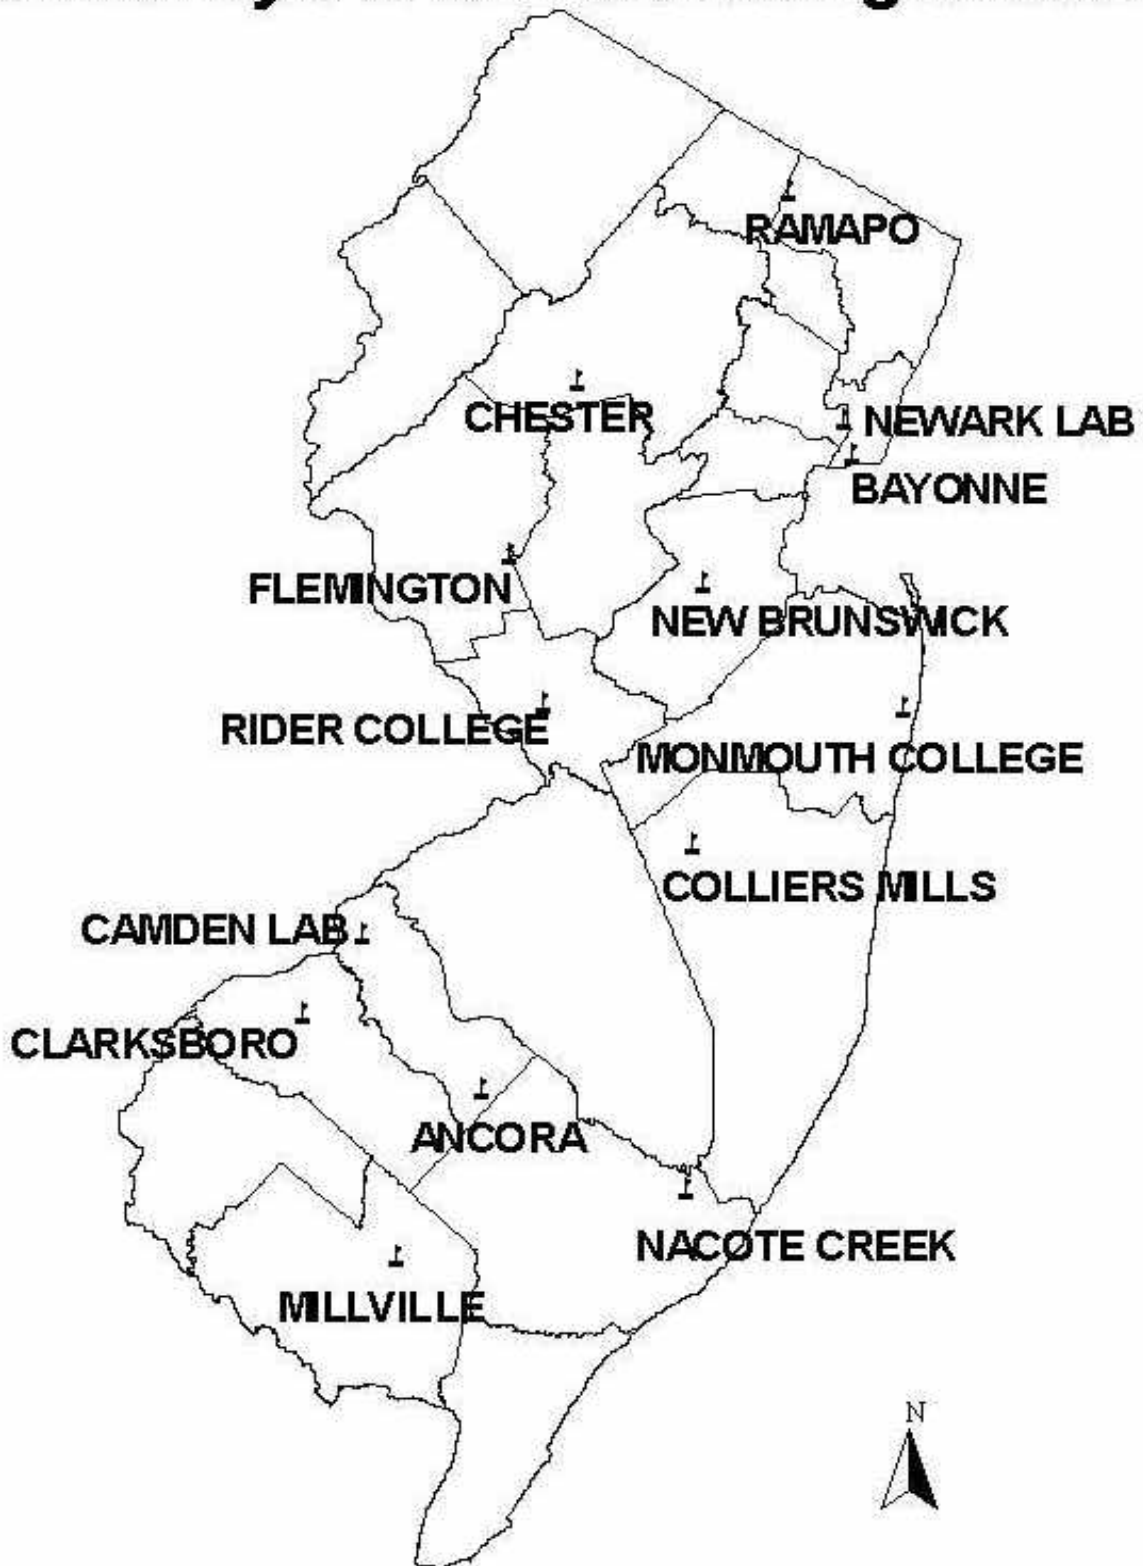 RAMAPO
CHESTER
NEWARK LAB
BAYONNE
FLEMINGTON
NEW BRUNSWICK
RIDER COLLEGE
MONMOUTH COLLEGE
COLLIERS MILLS
CAMDEN LAB
CLARKSBORO
ANCORA
NACOTE CREEK
MILLVILLE
N